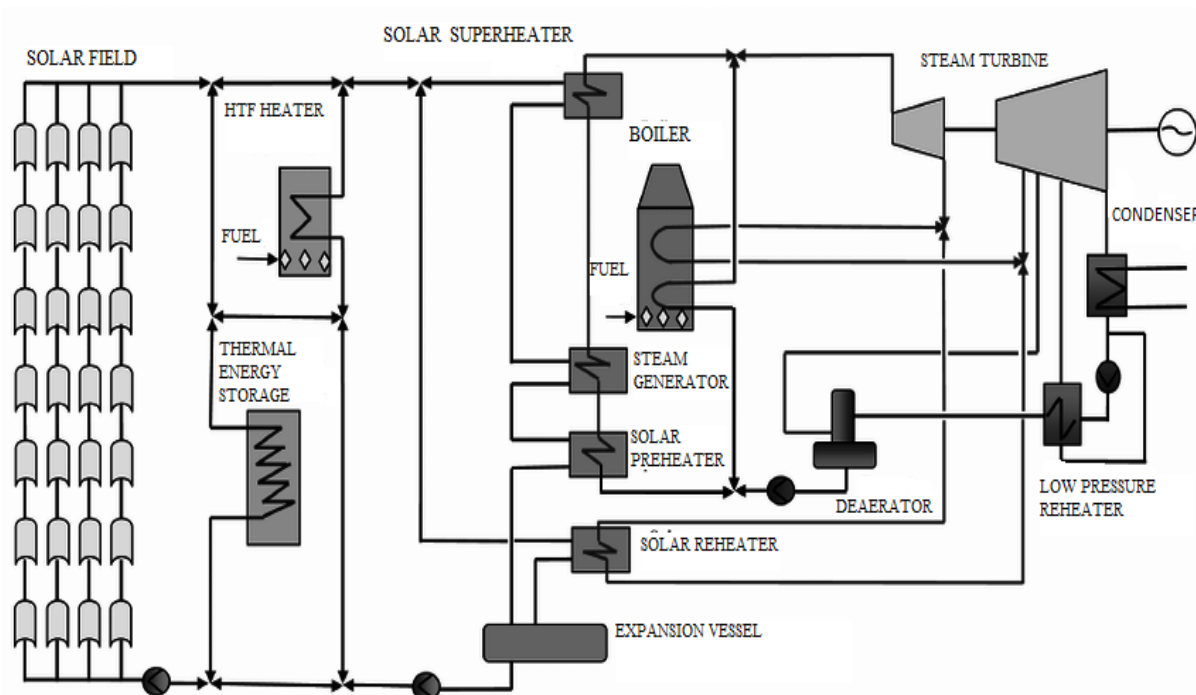 SOLAR SUPERHEATER
SOLAR FIELD
STEAM TURBINE
HTF HEATER
BOILER
CONDENSER
FUEL
FUEL
THERMAL
ENERGY
STORAGE
STEAM
GENERATOR
SOLAR
PREHEATER
LOW PRESSURE
REHEATER
DEAERATOR
SOLAR REHEATER
EXPANSION VESSEL